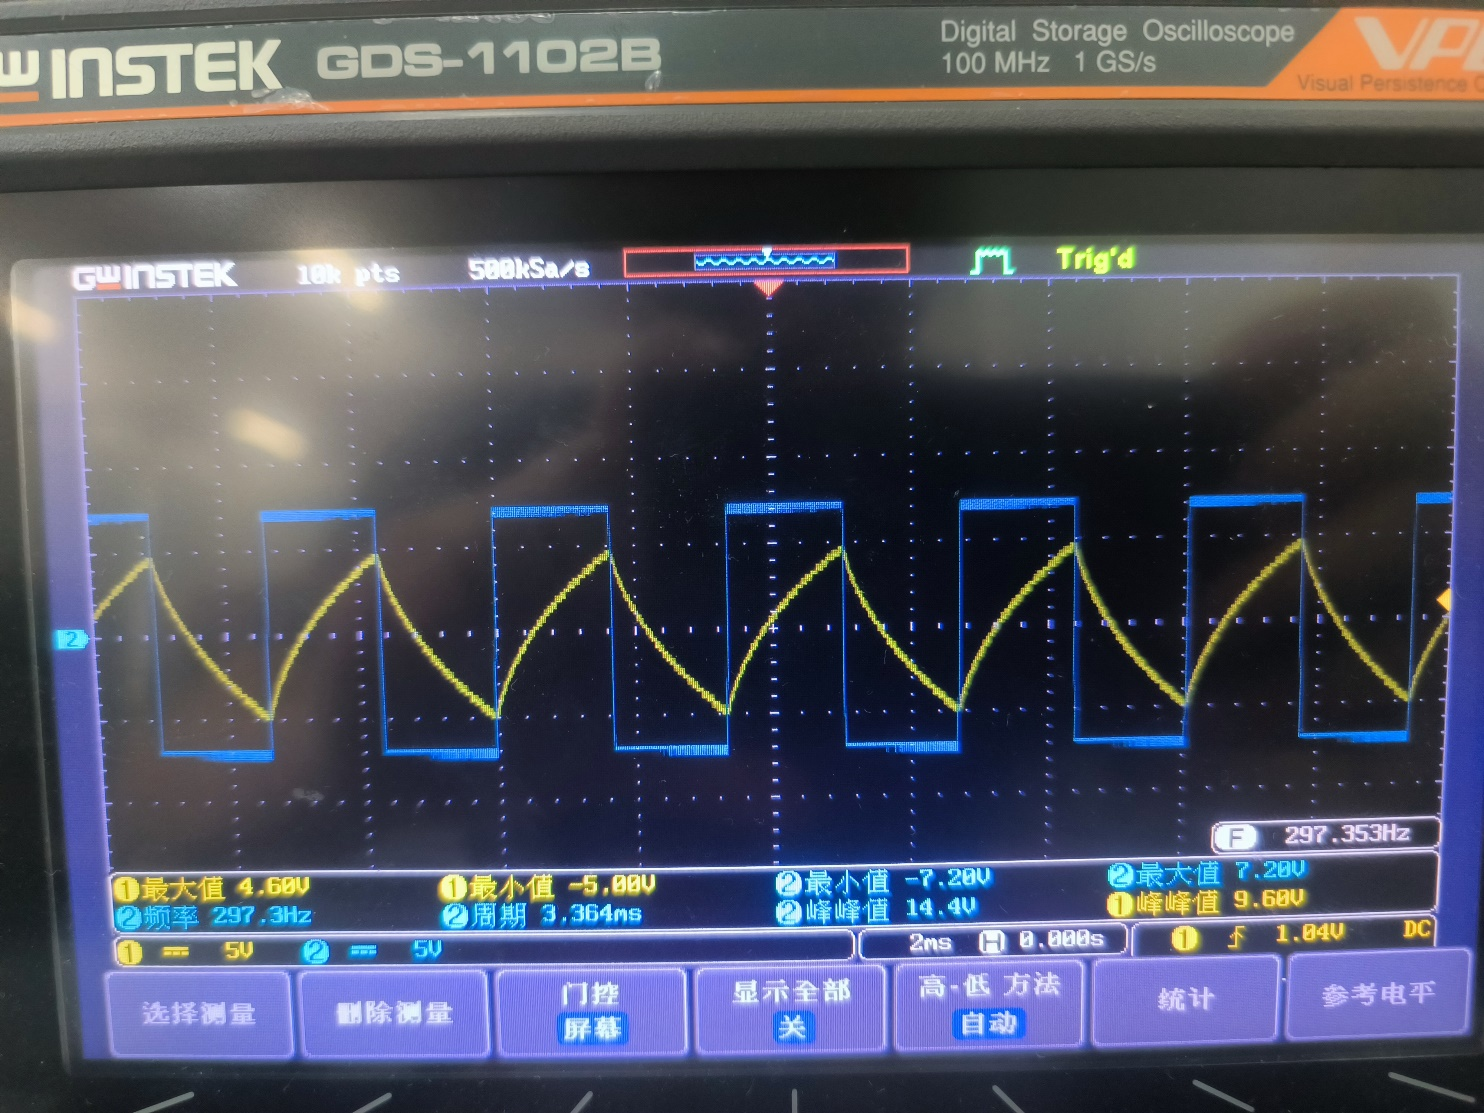 GWINSTEK GDS-1102B Digital Storage Oscilloscope
100 MHz 1 GS/s
Visual Persistence
GWINSTEK 10k pts 500kSa/s Trig'd
2
F 297.353Hz
1最大值 4.60V 1最小值 -5.00V 2最小值 -7.20V 2最大值 7.20V
2频率 297.3Hz 2周期 3.364ms 2峰峰值 14.4V 1峰峰值 9.60V
1 5V 2 5V 2ms H 0.000s 1 1.04V DC
选择测量 删除测量 门控 屏幕 显示全部 关 高-低 方法 自动 统计 参考电平